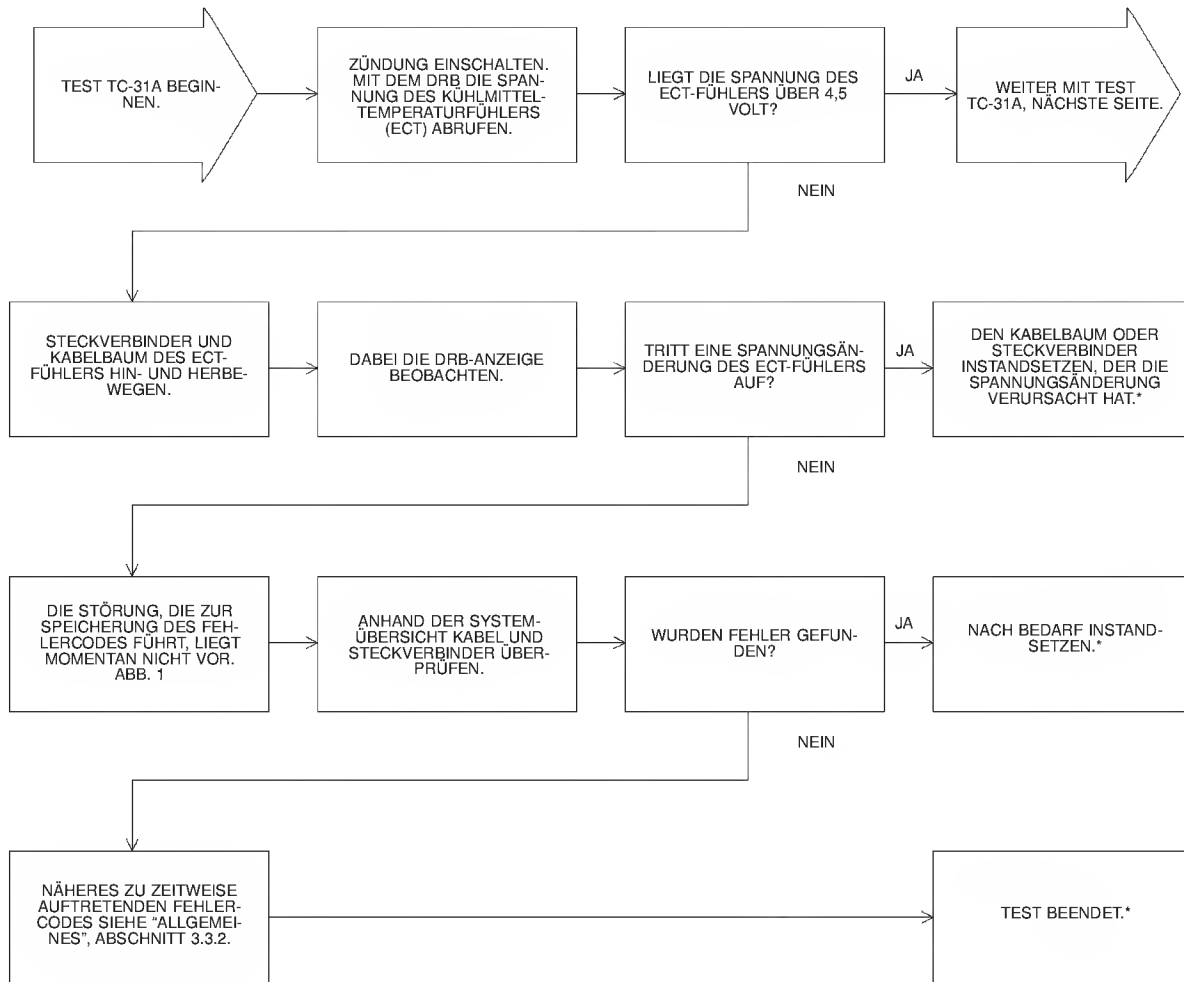 TEST TC-31A BEGIN-
NEN.
ZÜNDUNG EINSCHALTEN.
MIT DEM DRB DIE SPAN-
NUNG DES KÜHLMITTEL-
TEMPERATURFÜHLERS
(ECT) ABRUFEN.
LIEGT DIE SPANNUNG DES
ECT-FÜHLERS ÜBER 4,5
VOLT?
JA
WEITER MIT TEST
TC-31A, NÄCHSTE SEITE.
NEIN
STECKVERBINDER UND
KABELBAUM DES ECT-
FÜHLERS HIN- UND HERBE-
WEGEN.
DABEI DIE DRB-ANZEIGE
BEOBACHTEN.
TRITT EINE SPANNUNGSÄN-
DERUNG DES ECT-FÜHLERS
AUF?
JA
DEN KABELBAUM ODER
STECKVERBINDER
INSTANDSETZEN, DER DIE
SPANNUNGSÄNDERUNG
VERURSACHT HAT.*
NEIN
DIE STÖRUNG, DIE ZUR
SPEICHERUNG DES FEH-
LERCODES FÜHRT, LIEGT
MOMENTAN NICHT VOR.
ABB. 1
ANHAND DER SYSTEM-
ÜBERSICHT KABEL UND
STECKVERBINDER ÜBER-
PRÜFEN.
WURDEN FEHLER GEFUN-
DEN?
JA
NACH BEDARF INSTAND-
SETZEN.*
NEIN
NÄHERES ZU ZEITWEISE
AUFTRETENDEN FEHLER-
CODES SIEHE "ALLGEMEI-
NES", ABSCHNITT 3.3.2.
TEST BEENDET.*